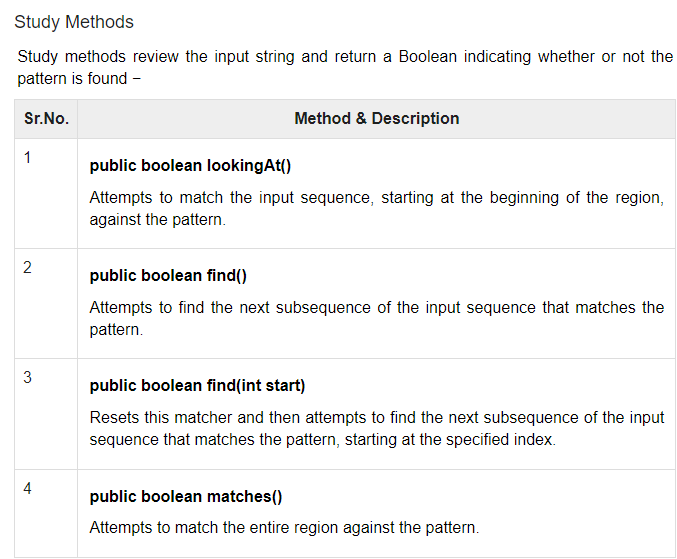 Study Methods
Study methods review the input string and return a Boolean indicating whether or not the
pattern is found −
Sr.No. Method & Description
1
public boolean lookingAt()
Attempts to match the input sequence, starting at the beginning of the region,
against the pattern.
2
public boolean find()
Attempts to find the next subsequence of the input sequence that matches the
pattern.
3
public boolean find(int start)
Resets this matcher and then attempts to find the next subsequence of the input
sequence that matches the pattern, starting at the specified index.
4
public boolean matches()
Attempts to match the entire region against the pattern.